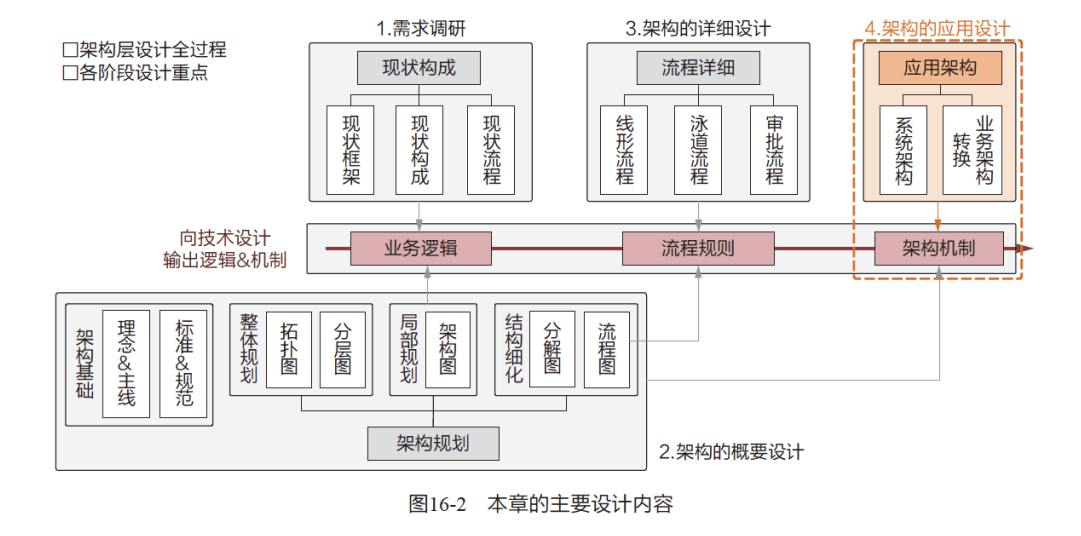 □架构层设计全过程
□各阶段设计重点
1.需求调研
现状构成
现状框架
现状构成
现状流程
3.架构的详细设计
流程详细
线形流程
泳道流程
审批流程
4.架构的应用设计
应用架构
系统架构
业务架构
转换
向技术设计
输出逻辑&机制
业务逻辑
流程规则
架构机制
架构基础
理念&主线
标准&规范
整体规划
拓扑图
分层图
局部规划
架构图
结构细化
分解图
流程图
架构规划
2.架构的概要设计
图16-2 本章的主要设计内容